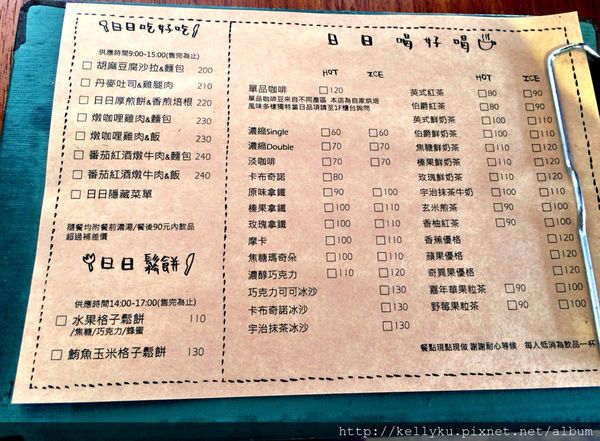 日日吃好吃
供應時間9:00-15:00(售完為止)
□胡麻豆腐沙拉&麵包 200
□丹麥吐司&雞腿肉 210
□日日厚煎餅&香煎培根 220
□燉咖哩雞肉&麵包 230
□燉咖哩雞肉&飯 230
□番茄紅酒燉牛肉&麵包 240
□番茄紅酒燉牛肉&飯 240
□日日隱藏菜單
隨餐均附餐前濃湯/餐後90元內飲品
超過補差價
日日鬆餅
供應時間14:00-17:00(售完為止)
□水果格子鬆餅 110
/焦糖/巧克力/蜂蜜
□鮪魚玉米格子鬆餅 130
日日喝好喝
HOT ICE
單品咖啡 □120
單品咖啡豆來自不同產區 本店為自家烘焙
風味多樣獨特當日品項請至1F櫃台詢問
濃縮Single □60 □60
濃縮Double □70 □70
淡咖啡 □70 □70
卡布奇諾 □80
原味拿鐵 □90 □100
榛果拿鐵 □100 □110
玫瑰拿鐵 □100 □110
摩卡 □100 □110
焦糖瑪奇朵 □100 □110
濃醇巧克力 □110 □120
巧克力可可冰沙 □130
卡布奇諾冰沙 □130
宇治抹茶冰沙 □130
HOT ICE
英式紅茶 □80 □90
伯爵紅茶 □80 □90
英式鮮奶茶 □100 □110
伯爵鮮奶茶 □100 □110
焦糖鮮奶茶 □100 □110
榛果鮮奶茶 □100 □110
玫瑰鮮奶茶 □100 □110
宇治抹茶牛奶 □100 □110
玄米煎茶 □90 □100
香柚紅茶 □90 □100
香蕉優格 □120
蘋果優格 □120
奇異果優格 □120
嘉年華果粒茶 □90 □100
野莓果粒茶 □90 □100
餐點現點現做 謝謝耐心等候 每人低消為飲品一杯
http://kellyku.pixnet.net/album